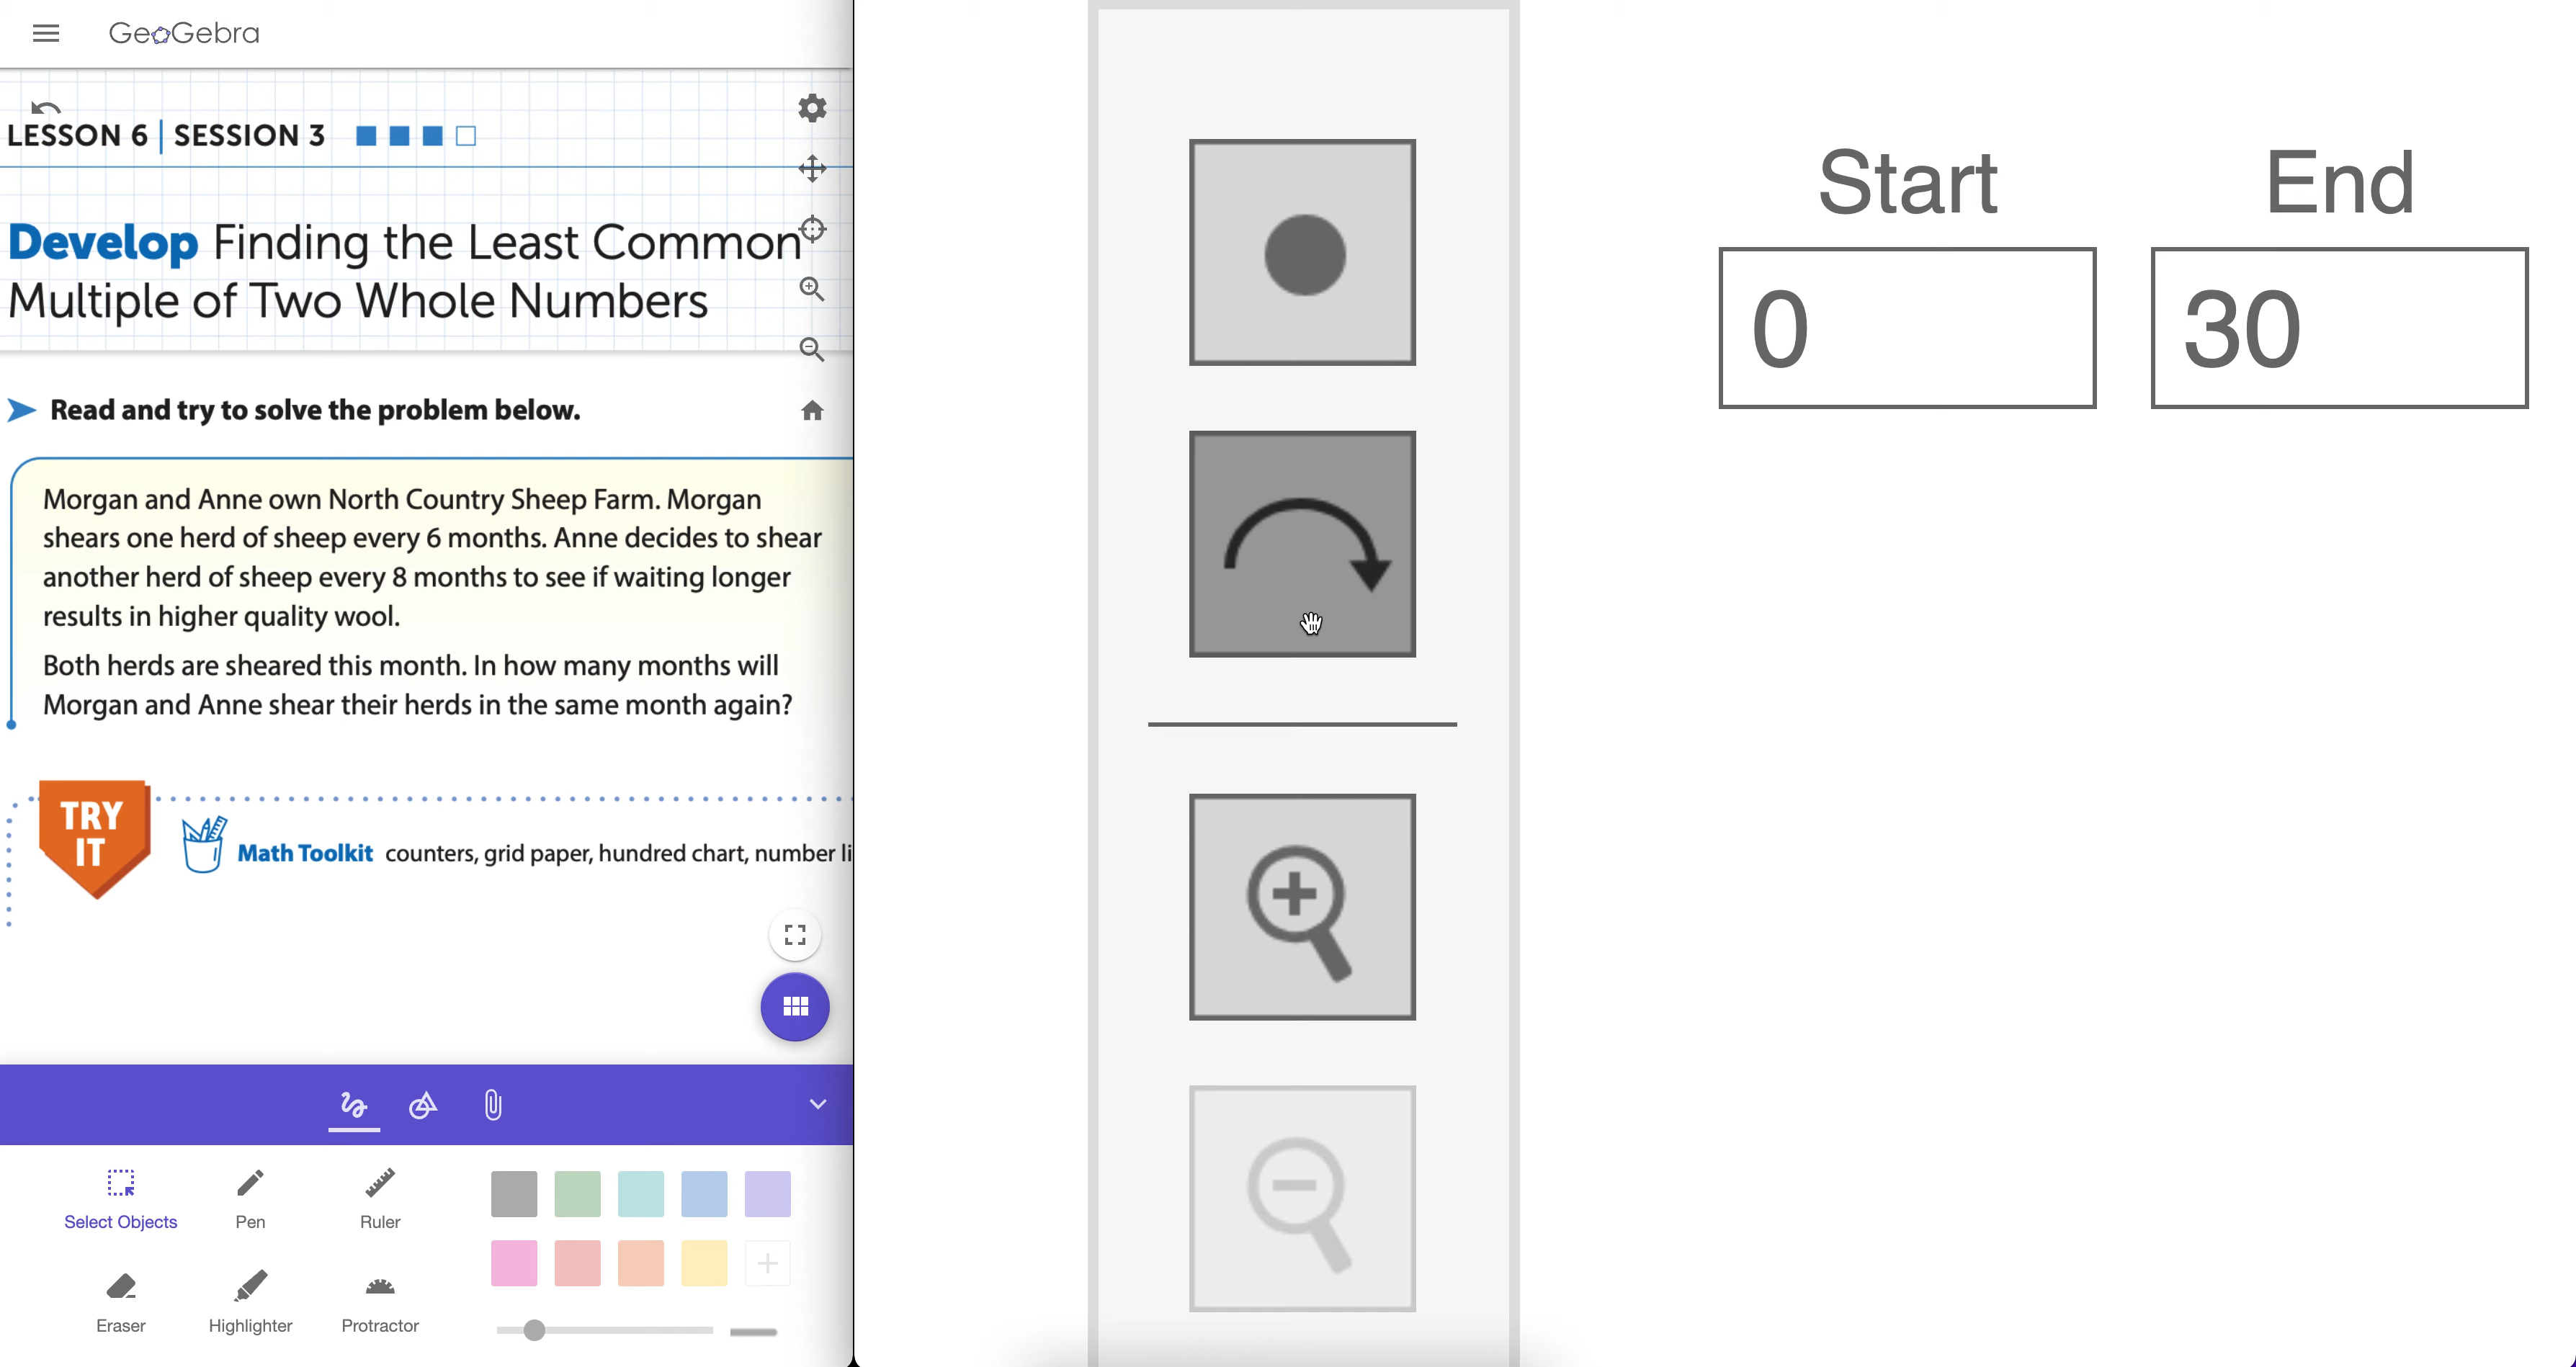 GeoGebra
LESSON 6 | SESSION 3
Develop Finding the Least Common
Multiple of Two Whole Numbers
Read and try to solve the problem below.
Morgan and Anne own North Country Sheep Farm. Morgan
shears one herd of sheep every 6 months. Anne decides to shear
another herd of sheep every 8 months to see if waiting longer
results in higher quality wool.
Both herds are sheared this month. In how many months will
Morgan and Anne shear their herds in the same month again?
TRY
IT
Math Toolkit counters, grid paper, hundred chart, number li
Select Objects
Pen
Ruler
Eraser
Highlighter
Protractor
Start
End
0
30